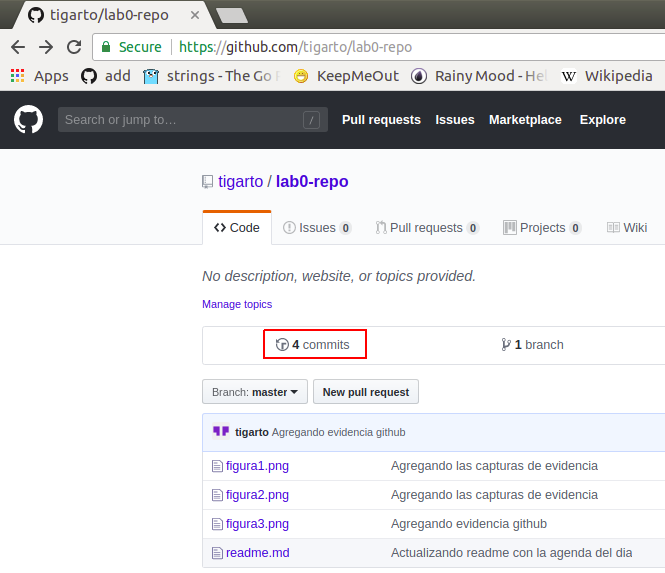 tigarto/lab0-repo
Secure https://github.com/tigarto/lab0-repo
Apps add strings - The Go KeepMeOut Rainy Mood - Hel Wikipedia
Search or jump to… / Pull requests Issues Marketplace Explore
tigarto / lab0-repo
Code Issues 0 Pull requests 0 Projects 0 Wiki
No description, website, or topics provided.
Manage topics
4 commits 1 branch
Branch: master New pull request
tigarto Agregando evidencia github
figura1.png Agregando las capturas de evidencia
figura2.png Agregando las capturas de evidencia
figura3.png Agregando evidencia github
readme.md Actualizando readme con la agenda del dia